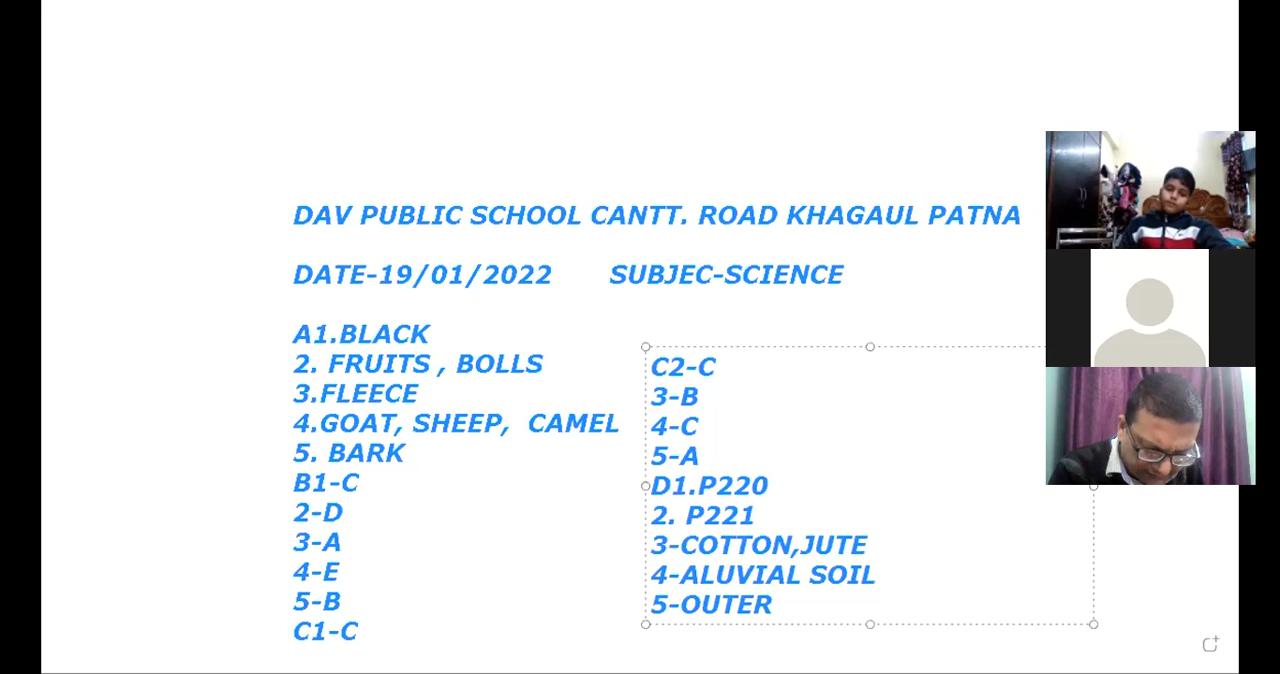 DAV PUBLIC SCHOOL CANTT. ROAD KHAGAUL PATNA
DATE-19/01/2022 SUBJEC-SCIENCE
A1.BLACK
2. FRUITS , BOLLS
3.FLEECE
4.GOAT, SHEEP, CAMEL
5. BARK
B1-C
2-D
3-A
4-E
5-B
C1-C
C2-C
3-B
4-C
5-A
D1.P220
2. P221
3-COTTON,JUTE
4-ALUVIAL SOIL
5-OUTER